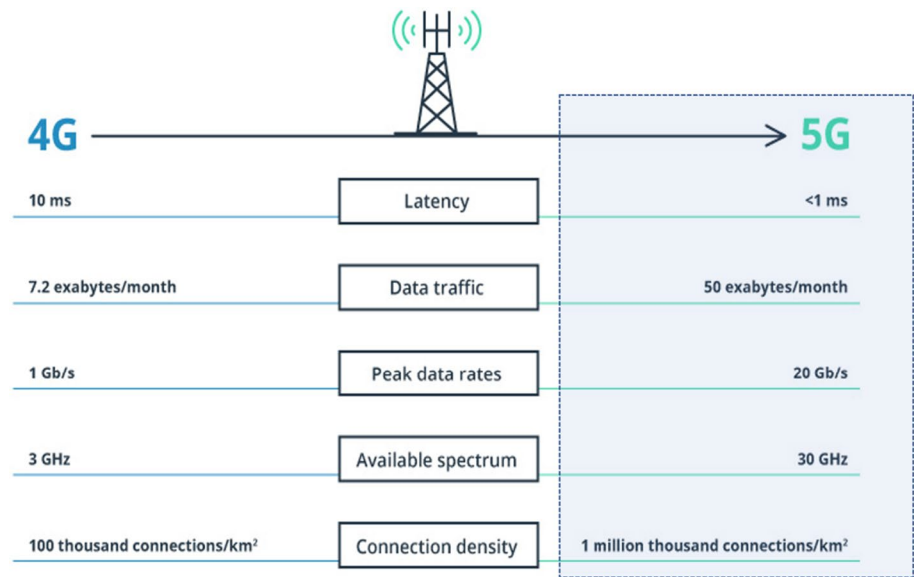 4G 5G
10 ms Latency <1 ms
7.2 exabytes/month Data traffic 50 exabytes/month
1 Gb/s Peak data rates 20 Gb/s
3 GHz Available spectrum 30 GHz
100 thousand connections/km² Connection density 1 million thousand connections/km²